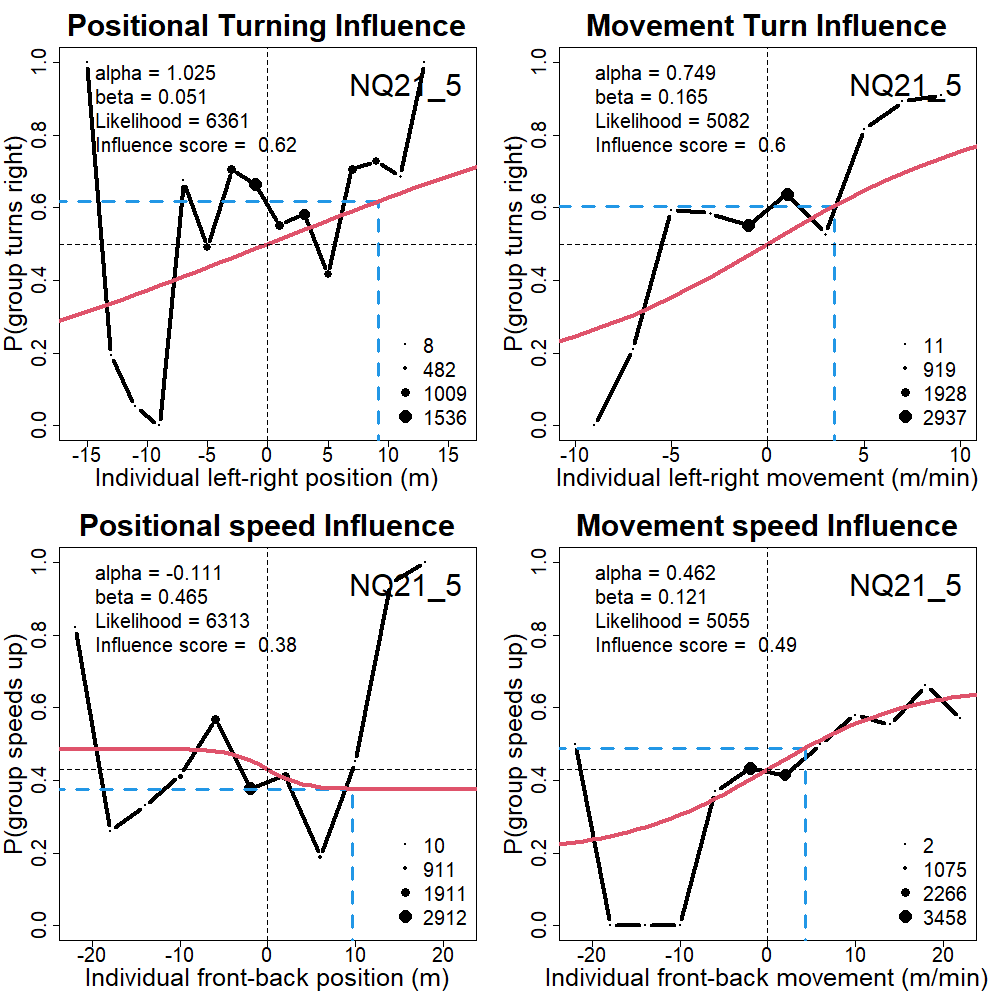 Positional Turning Influence
alpha = 1.025
beta = 0.051
Likelihood = 6361
Influence score =  0.62
NQ21_5
P(group turns right)
1.0
0.8
0.6
0.4
0.2
0.0
8
482
1009
1536
-15 -10 -5 0 5 10 15
Individual left-right position (m)
Movement Turn Influence
alpha = 0.749
beta = 0.165
Likelihood = 5082
Influence score =  0.6
NQ21_5
P(group turns right)
1.0
0.8
0.6
0.4
0.2
0.0
11
919
1928
2937
-10 -5 0 5 10
Individual left-right movement (m/min)
Positional speed Influence
alpha = -0.111
beta = 0.465
Likelihood = 6313
Influence score =  0.38
NQ21_5
P(group speeds up)
1.0
0.8
0.6
0.4
0.2
0.0
10
911
1911
2912
-20 -10 0 10 20
Individual front-back position (m)
Movement speed Influence
alpha = 0.462
beta = 0.121
Likelihood = 5055
Influence score =  0.49
NQ21_5
P(group speeds up)
1.0
0.8
0.6
0.4
0.2
0.0
2
1075
2266
3458
-20 -10 0 10 20
Individual front-back movement (m/min)